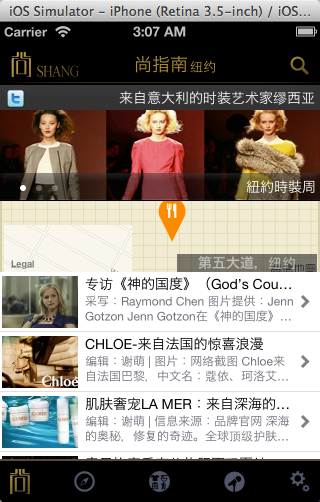 iOS Simulator - iPhone (Retina 3.5-inch) / iOS...
Carrier 3:07 AM
尚 SHANG 尚指南 纽约
来自意大利的时装艺术家缪西亚
紐約時裝周
Legal
第五大道，纽约
专访《神的国度》（God’s Cou...
采写：Raymond Chen 图片提供：Jenn
Gotzon Jenn Gotzon在《神的国度》...
CHLOE-来自法国的惊喜浪漫
编辑：谢萌 | 图片：网络截图 Chloe来
自法国巴黎，中文名：蔻依、珂洛艾...
Chloe
肌肤奢宠LA MER：来自深海的...
编辑：谢萌 | 信息来源：品牌官网 深海
的奥秘，修复的奇迹。全球顶级护肤...
尚